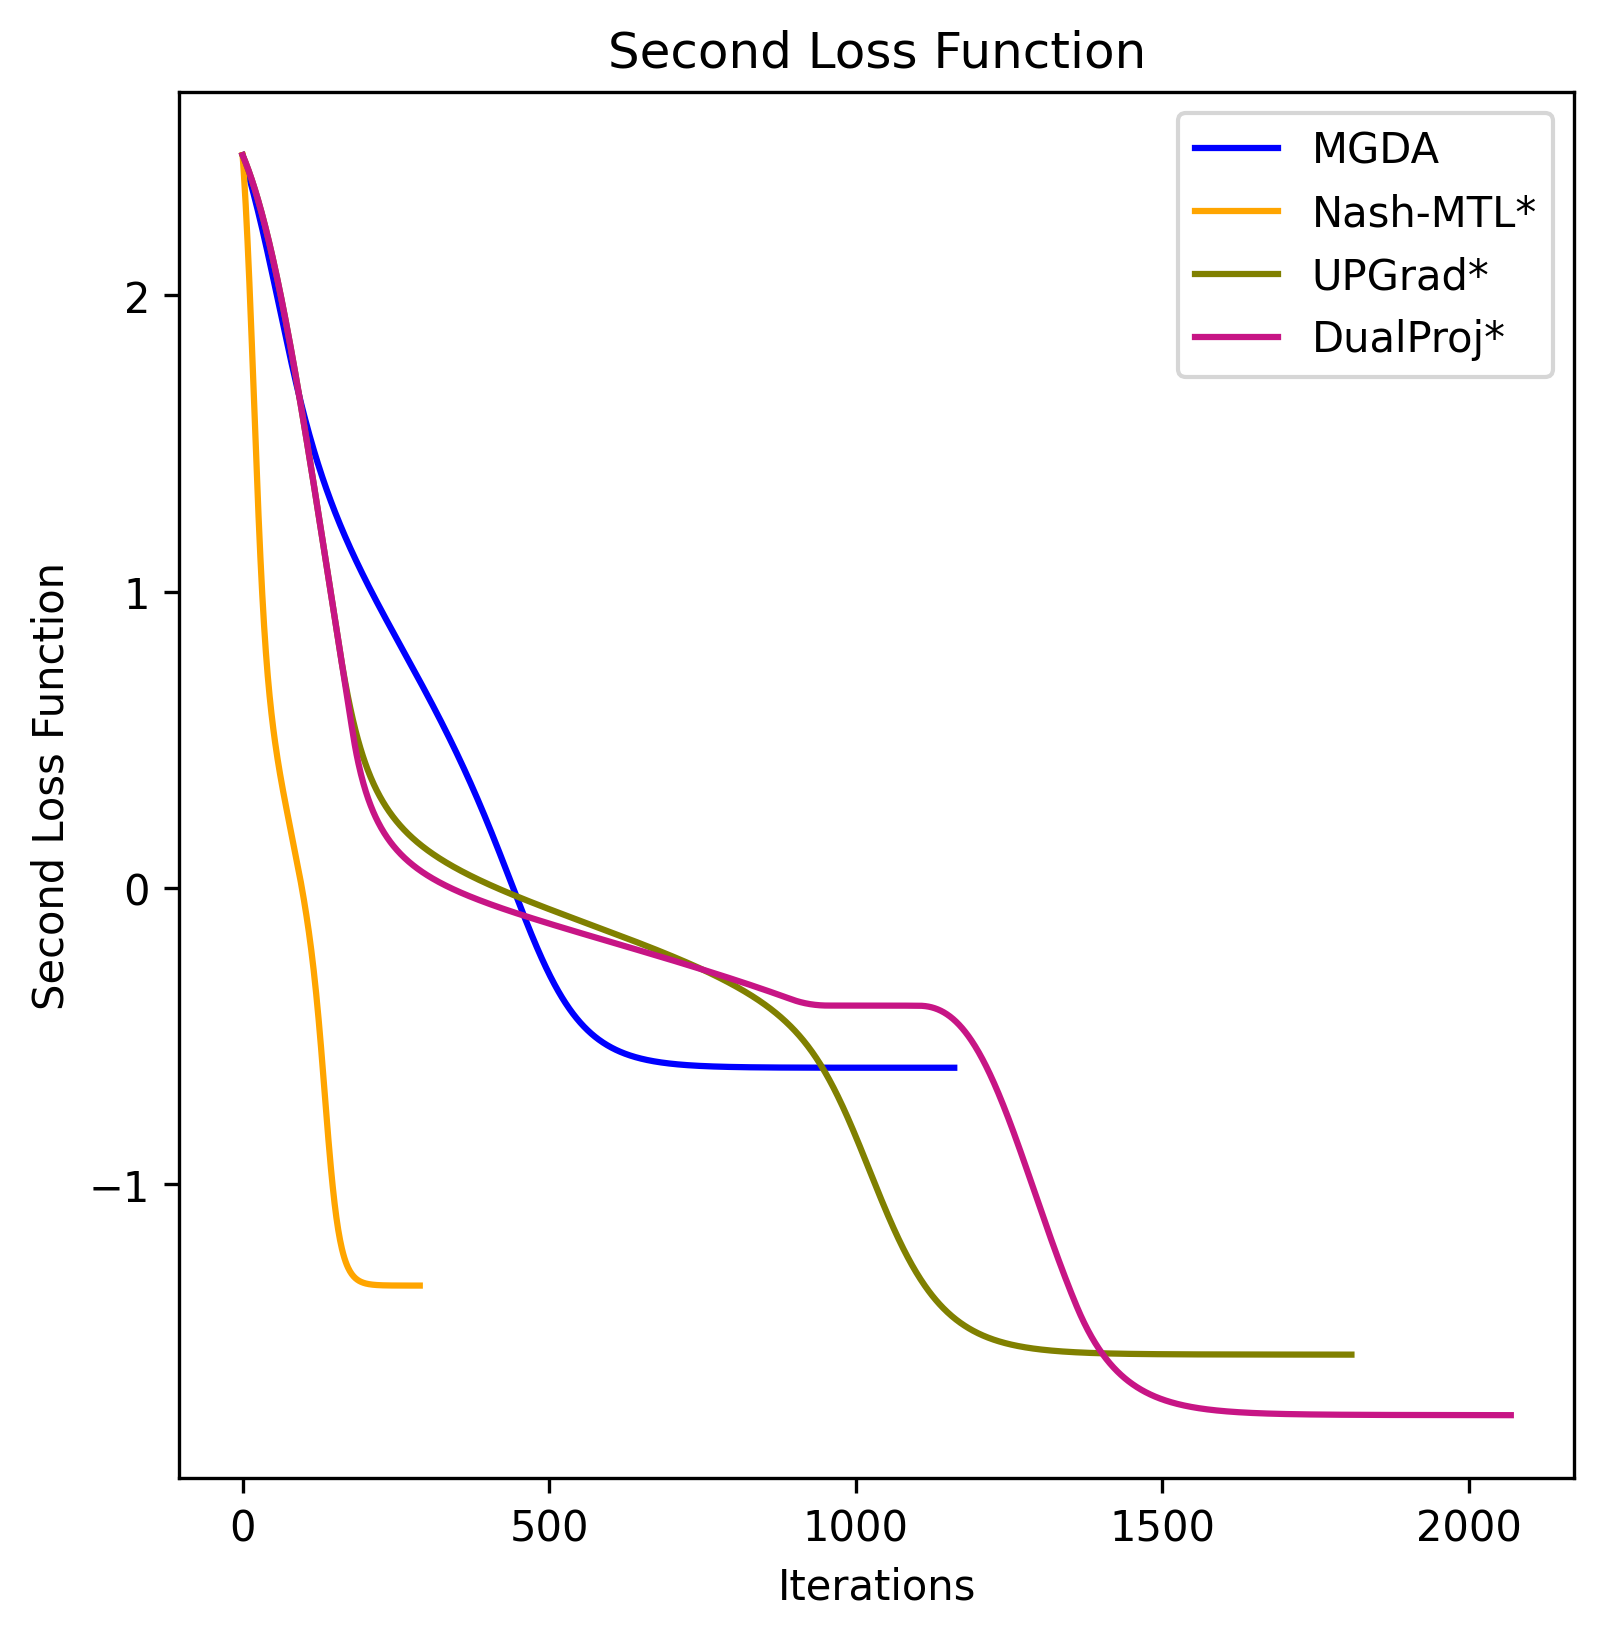 Second Loss Function
MGDA
Nash-MTL*
UPGrad*
DualProj*
Second Loss Function
2
1
0
−1
0 500 1000 1500 2000
Iterations